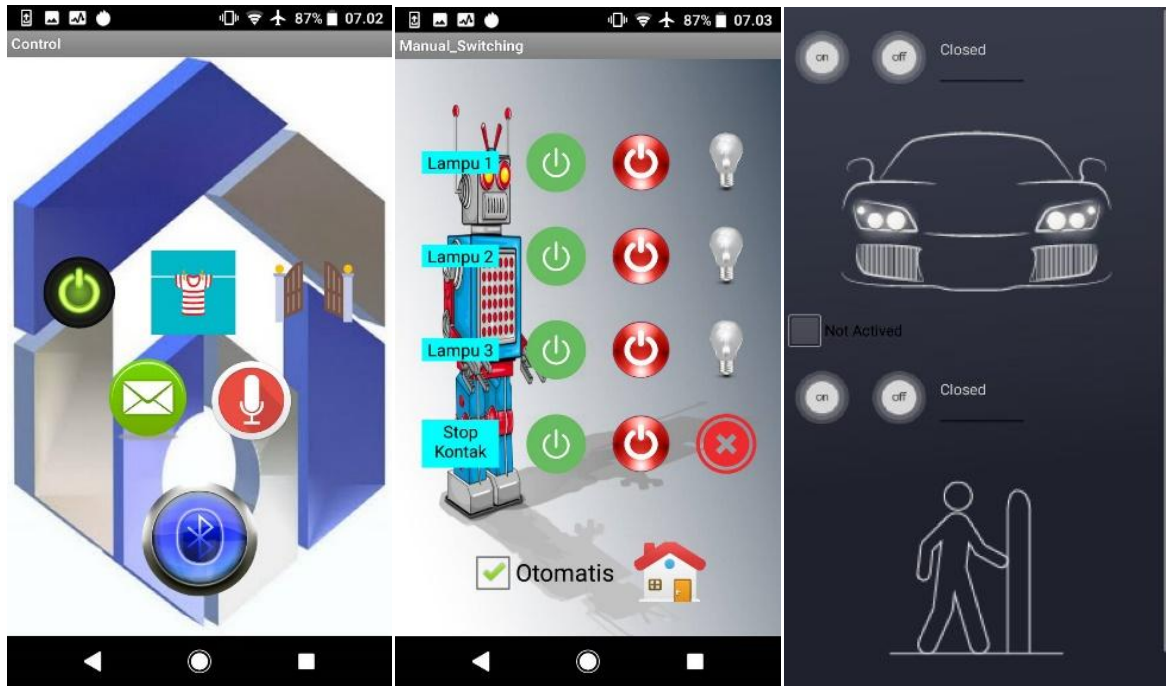 87% 07.02
Control
87% 07.03
Manual_Switching
Lampu 1
Lampu 2
Lampu 3
Stop
Kontak
Otomatis
on off Closed
Not Actived
on off Closed